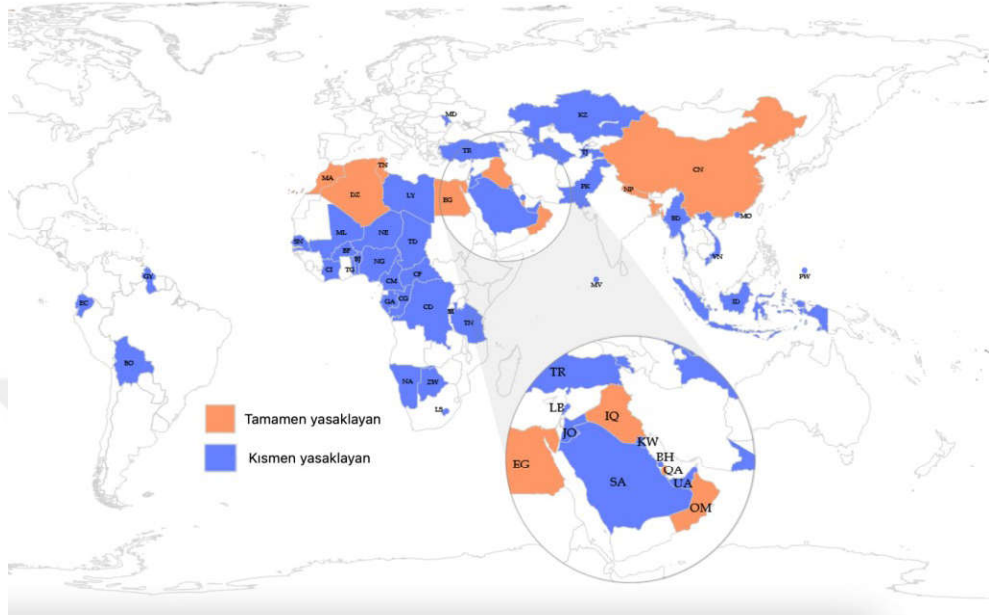 MD
KZ
TR
TJ
TN
MA
CN
DZ
LY
EG
PK
NP
ML
NE
TD
SN
BD
MO
BF
BJ
NG
CI
TG
CF
VN
CM
GY
PW
MV
EC
GA
CG
CD
ID
TN
BO
NA
ZW
LS
Tamamen yasaklayan
Kısmen yasaklayan
TR
LB
IQ
JO
KW
BH
EG
QA
SA
UA
OM